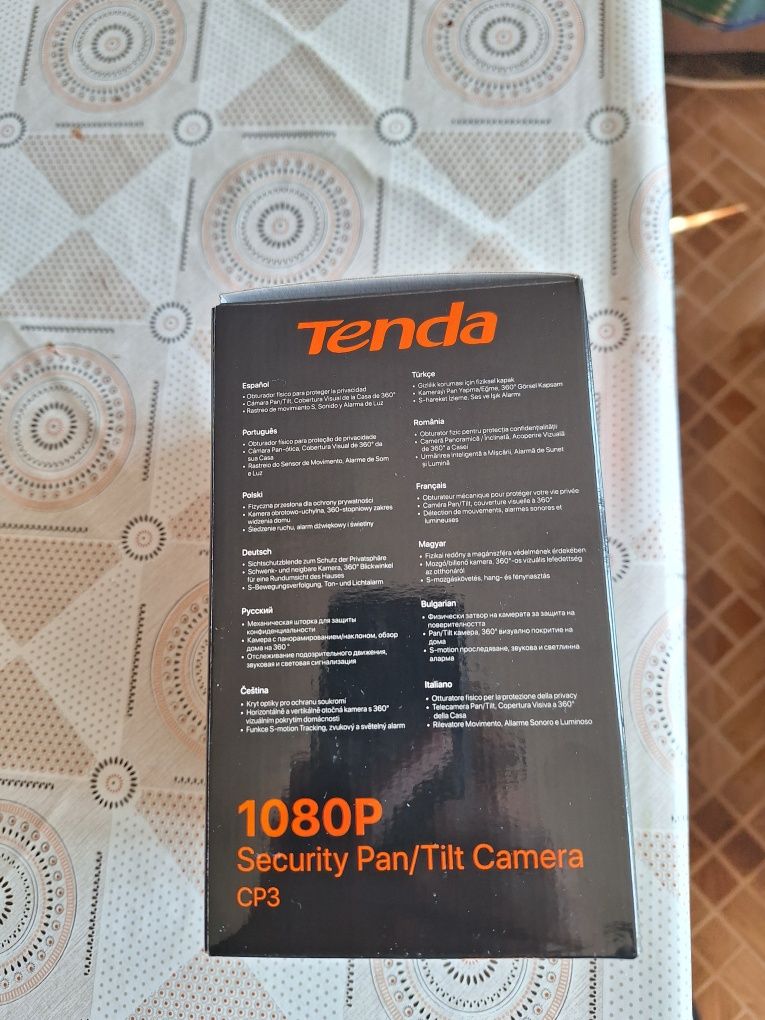 Tenda
Español
• Obturador físico para proteger la privacidad
• Cámara Pan/Tilt, Cobertura Visual de la Casa de 360°
• Rastreo de movimiento S, Sonido y Alarma de Luz
Português
• Obturador físico para proteção de privacidade
• Câmara Pan-ótica, Cobertura Visual de 360° da
sua Casa
• Rastreio do Sensor de Movimento, Alarme de Som
e Luz
Polski
• Fizyczna przesłona dla ochrony prywatności
• Kamera obrotowo-uchylna, 360-stopniowy zakres
widzenia domu
• Śledzenie ruchu, alarm dźwiękowy i świetlny
Deutsch
• Sichtschutzblende zum Schutz der Privatsphäre
• Schwenk- und neigbare Kamera, 360° Blickwinkel
für eine Rundumsicht des Hauses
• S-Bewegungsverfolgung, Ton- und Lichtalarm
Русский
• Механическая шторка для защиты
конфиденциальности
• Камера с панорамированием/наклоном, обзор
дома на 360°
• Отслеживание подозрительного движения,
звуковая и световая сигнализация
Čeština
• Kryt optiky pro ochranu soukromí
• Horizontálně a vertikálně otočná kamera s 360°
vizuálním pokrytím domácnosti
• Funkce S-motion Tracking, zvukový a světelný alarm
Türkçe
• Gizlilik koruması için fiziksel kapak
• Kamerayı Pan Yapma/Eğme, 360° Görsel Kapsam
• S-hareket İzleme, Ses ve Işık Alarmı
România
• Obturator fizic pentru protecția confidențialității
• Cameră Panoramică / Înclinată, Acoperire Vizuală
de 360° a Casei
• Urmărirea Inteligentă a Mișcării, Alarmă de Sunet
și Lumină
Français
• Obturateur mécanique pour protéger votre vie privée
• Caméra Pan/Tilt, couverture visuelle à 360°
• Détection de mouvements, alarmes sonores et
lumineuses
Magyar
• Fizikai redőny a magánszféra védelmének érdekében
• Mozgó/billenő kamera, 360°-os vizuális lefedettség
az otthonáról
• S-mozgáskövetés, hang- és fényriasztás
Bulgarian
• Физически затвор на камерата за защита на
поверителността
• Pan/Tilt камера, 360° визуално покритие на
дома
• S-motion проследяване, звукова и светлинна
аларма
Italiano
• Otturatore fisico per la protezione della privacy
• Telecamera Pan/Tilt, Copertura Visiva a 360°
della Casa
• Rilevatore Movimento, Allarme Sonoro e Luminoso
1080P
Security Pan/Tilt Camera
CP3